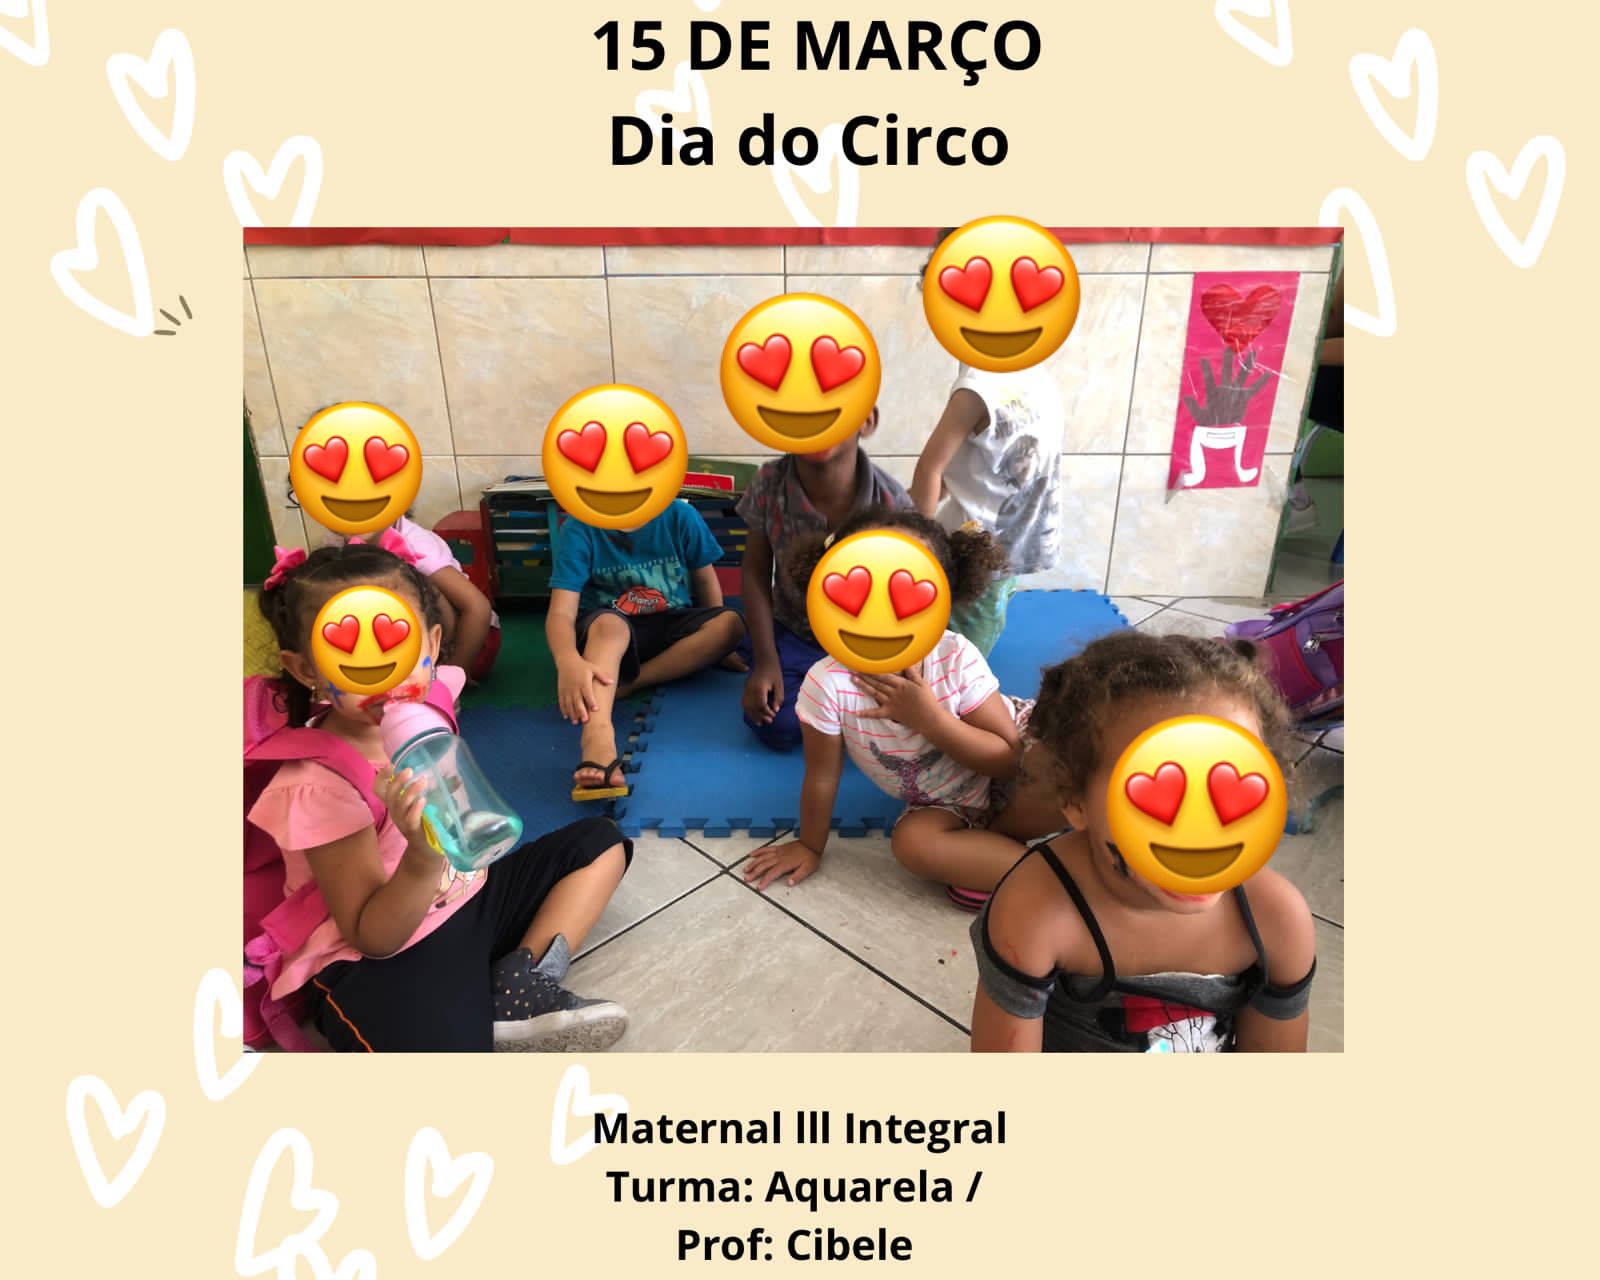 15 DE MARÇO
Dia do Circo
Maternal lll Integral
Turma: Aquarela /
Prof: Cibele